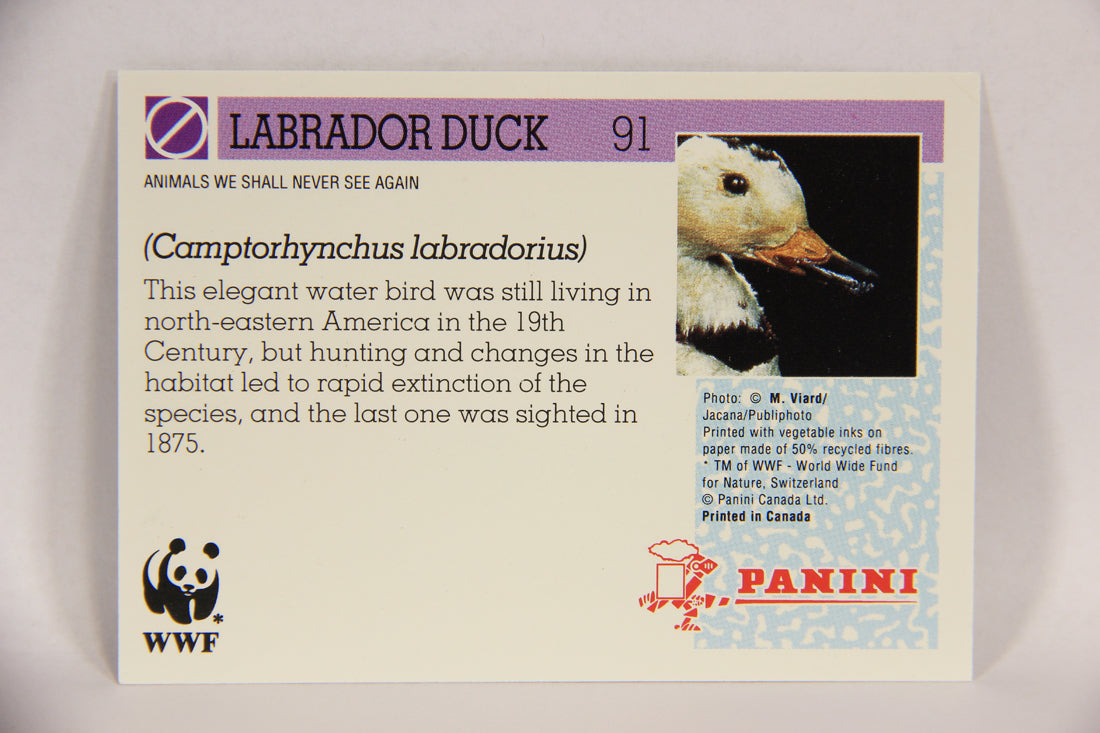 LABRADOR DUCK 91
ANIMALS WE SHALL NEVER SEE AGAIN
(Camptorhynchus labradorius)
This elegant water bird was still living in
north-eastern America in the 19th
Century, but hunting and changes in the
habitat led to rapid extinction of the
species, and the last one was sighted in
1875.
Photo: © M. Viard/
Jacana/Publiphoto
Printed with vegetable inks on
paper made of 50% recycled fibres.
* TM of WWF - World Wide Fund
for Nature, Switzerland
© Panini Canada Ltd.
Printed in Canada
*
WWF
PANINI